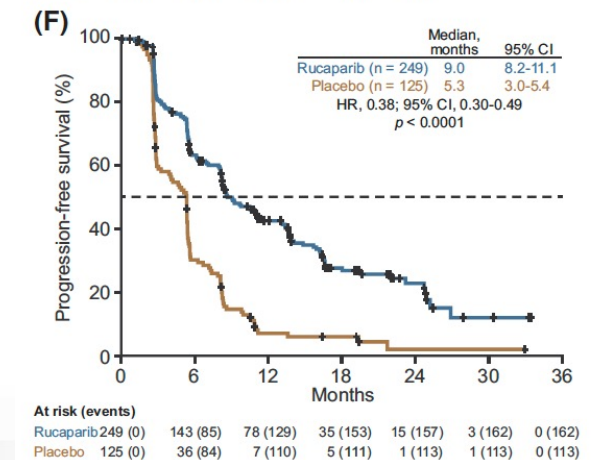 (F)
Median, months 95% CI
Rucaparib (n = 249) 9.0 8.2-11.1
Placebo (n = 125) 5.3 3.0-5.4
HR, 0.38; 95% CI, 0.30-0.49
p < 0.0001
Progression-free survival (%)
100
80
60
40
20
0
0 6 12 18 24 30 36
Months
At risk (events)
Rucaparib 249 (0) 143 (85) 78 (129) 35 (153) 15 (157) 3 (162) 0 (162)
Placebo 125 (0) 36 (84) 7 (110) 5 (111) 1 (113) 1 (113) 0 (113)